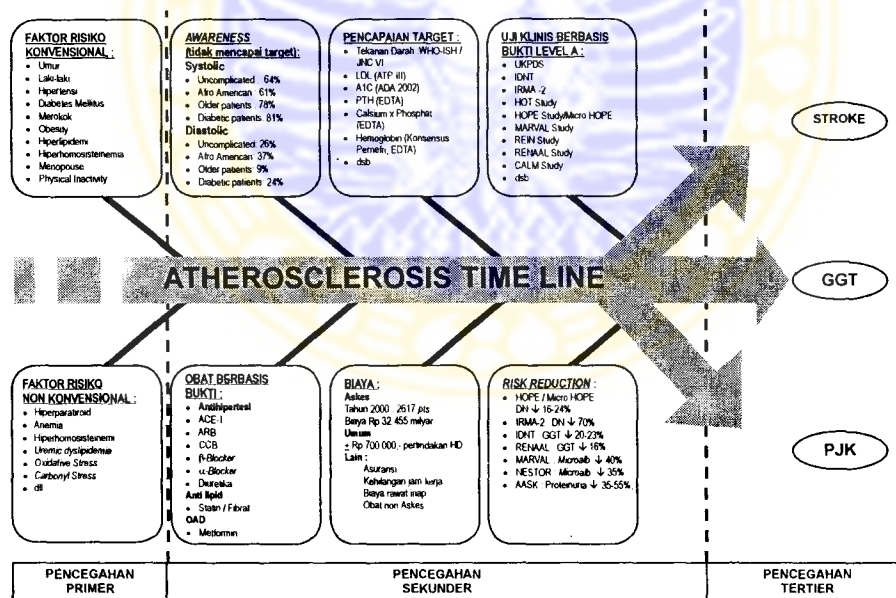 FAKTOR RISIKO
KONVENSIONAL :
• Umur
• Laki-laki
• Hipertensi
• Diabetes Mellitus
• Merokok
• Obesity
• Hiperlipidemi
• Hiperhomosisteinemia
• Menopouse
• Physical Inactivity
AWARENESS
(tidak mencapai target):
Systolic
• Uncomplicated : 64%
• Afro American : 61%
• Older patients : 78%
• Diabetic patients : 81%
Diastolic
• Uncomplicated 26%
• Afro American : 37%
• Older patients : 9%
• Diabetic patients : 24%
PENCAPAIAN TARGET :
• Tekanan Darah : WHO-ISH /
JNC VI
• LDL (ATP III)
• A1C (ADA 2002)
• PTH (EDTA)
• Calsium x Phosphat
(EDTA)
• Hemoglobin (Konsensus
Pernefri, EDTA)
• dsb
UJI KLINIS BERBASIS
BUKTI LEVEL A :
• UKPDS
• IDNT
• IRMA -2
• HOT Study
• HOPE Study/Micro HOPE
• MARVAL Study
• REIN Study
• RENAAL Study
• CALM Study
• dsb
STROKE
ATHEROSCLEROSIS TIME LINE
GGT
FAKTOR RISIKO
NON KONVENSIONAL :
• Hiperparatiroid
• Anemia
• Hiperhomosisteinemi
• Uremic dyslipidemia
• Oxidative Stress
• Carbonyl Stress
• dll
OBAT BERBASIS
BUKTI :
• Antihipertesi
• ACE-I
• ARB
• CCB
• β-Blocker
• α-Blocker
• Diuretika
Anti lipid
• Statin / Fibrat
OAD
• Metformin
BIAYA :
Askes
Tahun 2000 : 2617 pts
Biaya Rp 32 455 milyar
Umum
± Rp 700 000,- pertindakan HD
Lain :
Asuransi
Kehilangan jam kerja
Biaya rawat inap
Obat non Askes
RISK REDUCTION :
• HOPE / Micro HOPE
DN ↓ 16-24%
• IRMA-2 : DN ↓ 70%
• IDNT : GGT ↓ 20-23%
• RENAAL : GGT ↓ 16%
• MARVAL : Microalb ↓ 40%
• NESTOR : Microalb ↓ 35%
• AASK : Proteinuria ↓ 35-55%
PJK
PENCEGAHAN
PRIMER
PENCEGAHAN
SEKUNDER
PENCEGAHAN
TERTIER